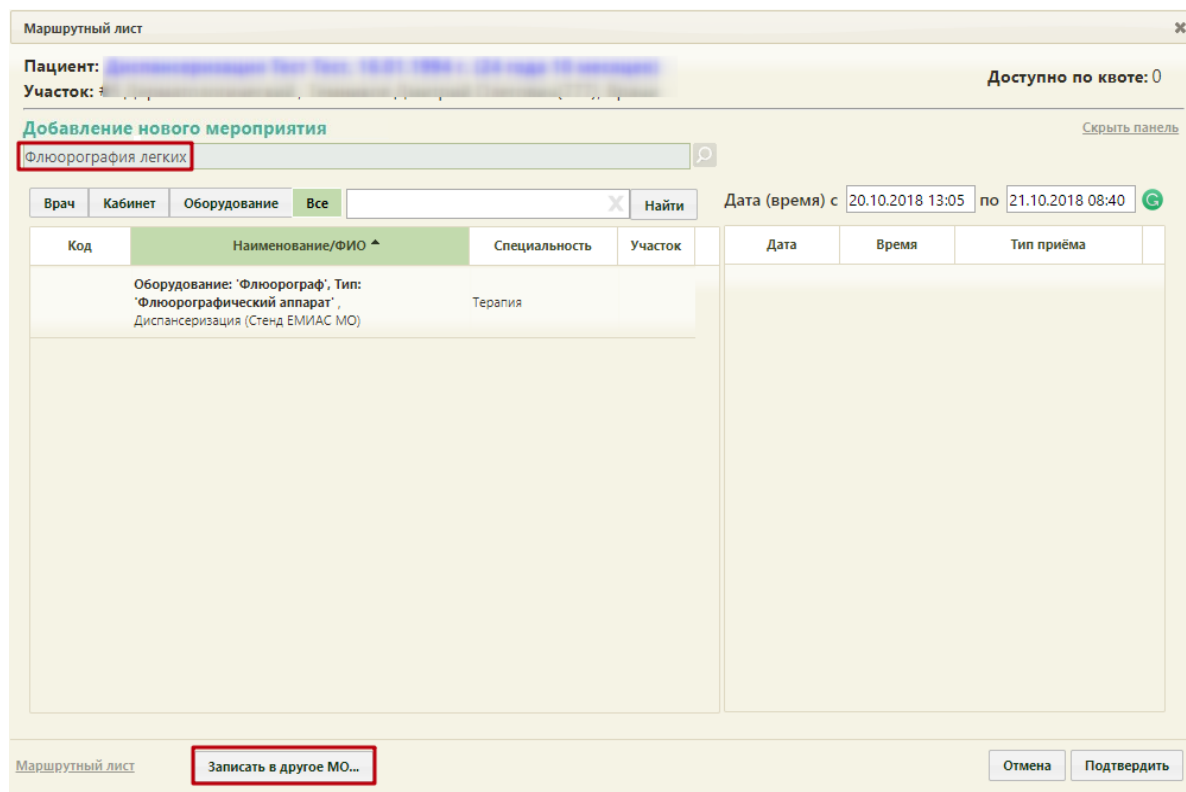 Маршрутный лист
Пациент:
Участок:
Доступно по квоте: 0
Добавление нового мероприятия
Скрыть панель
Флюорография легких
Врач Кабинет Оборудование Все Найти
Дата (время) с 20.10.2018 13:05 по 21.10.2018 08:40
Код Наименование/ФИО Специальность Участок
Дата Время Тип приёма
Оборудование: 'Флюорограф', Тип:
'Флюорографический аппарат' ,
Диспансеризация (Стенд ЕМИАС МО)
Терапия
Маршрутный лист
Записать в другое МО...
Отмена Подтвердить